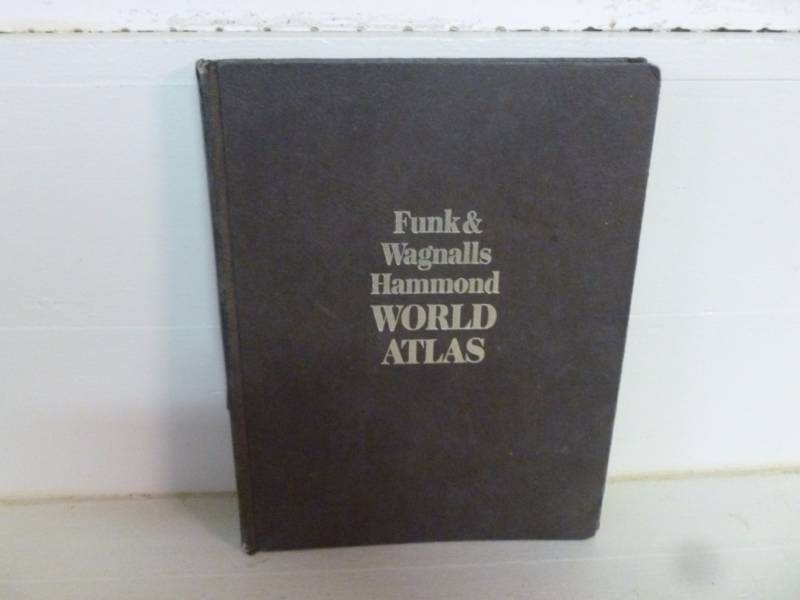 Funk &
Wagnalls
Hammond
WORLD
ATLAS